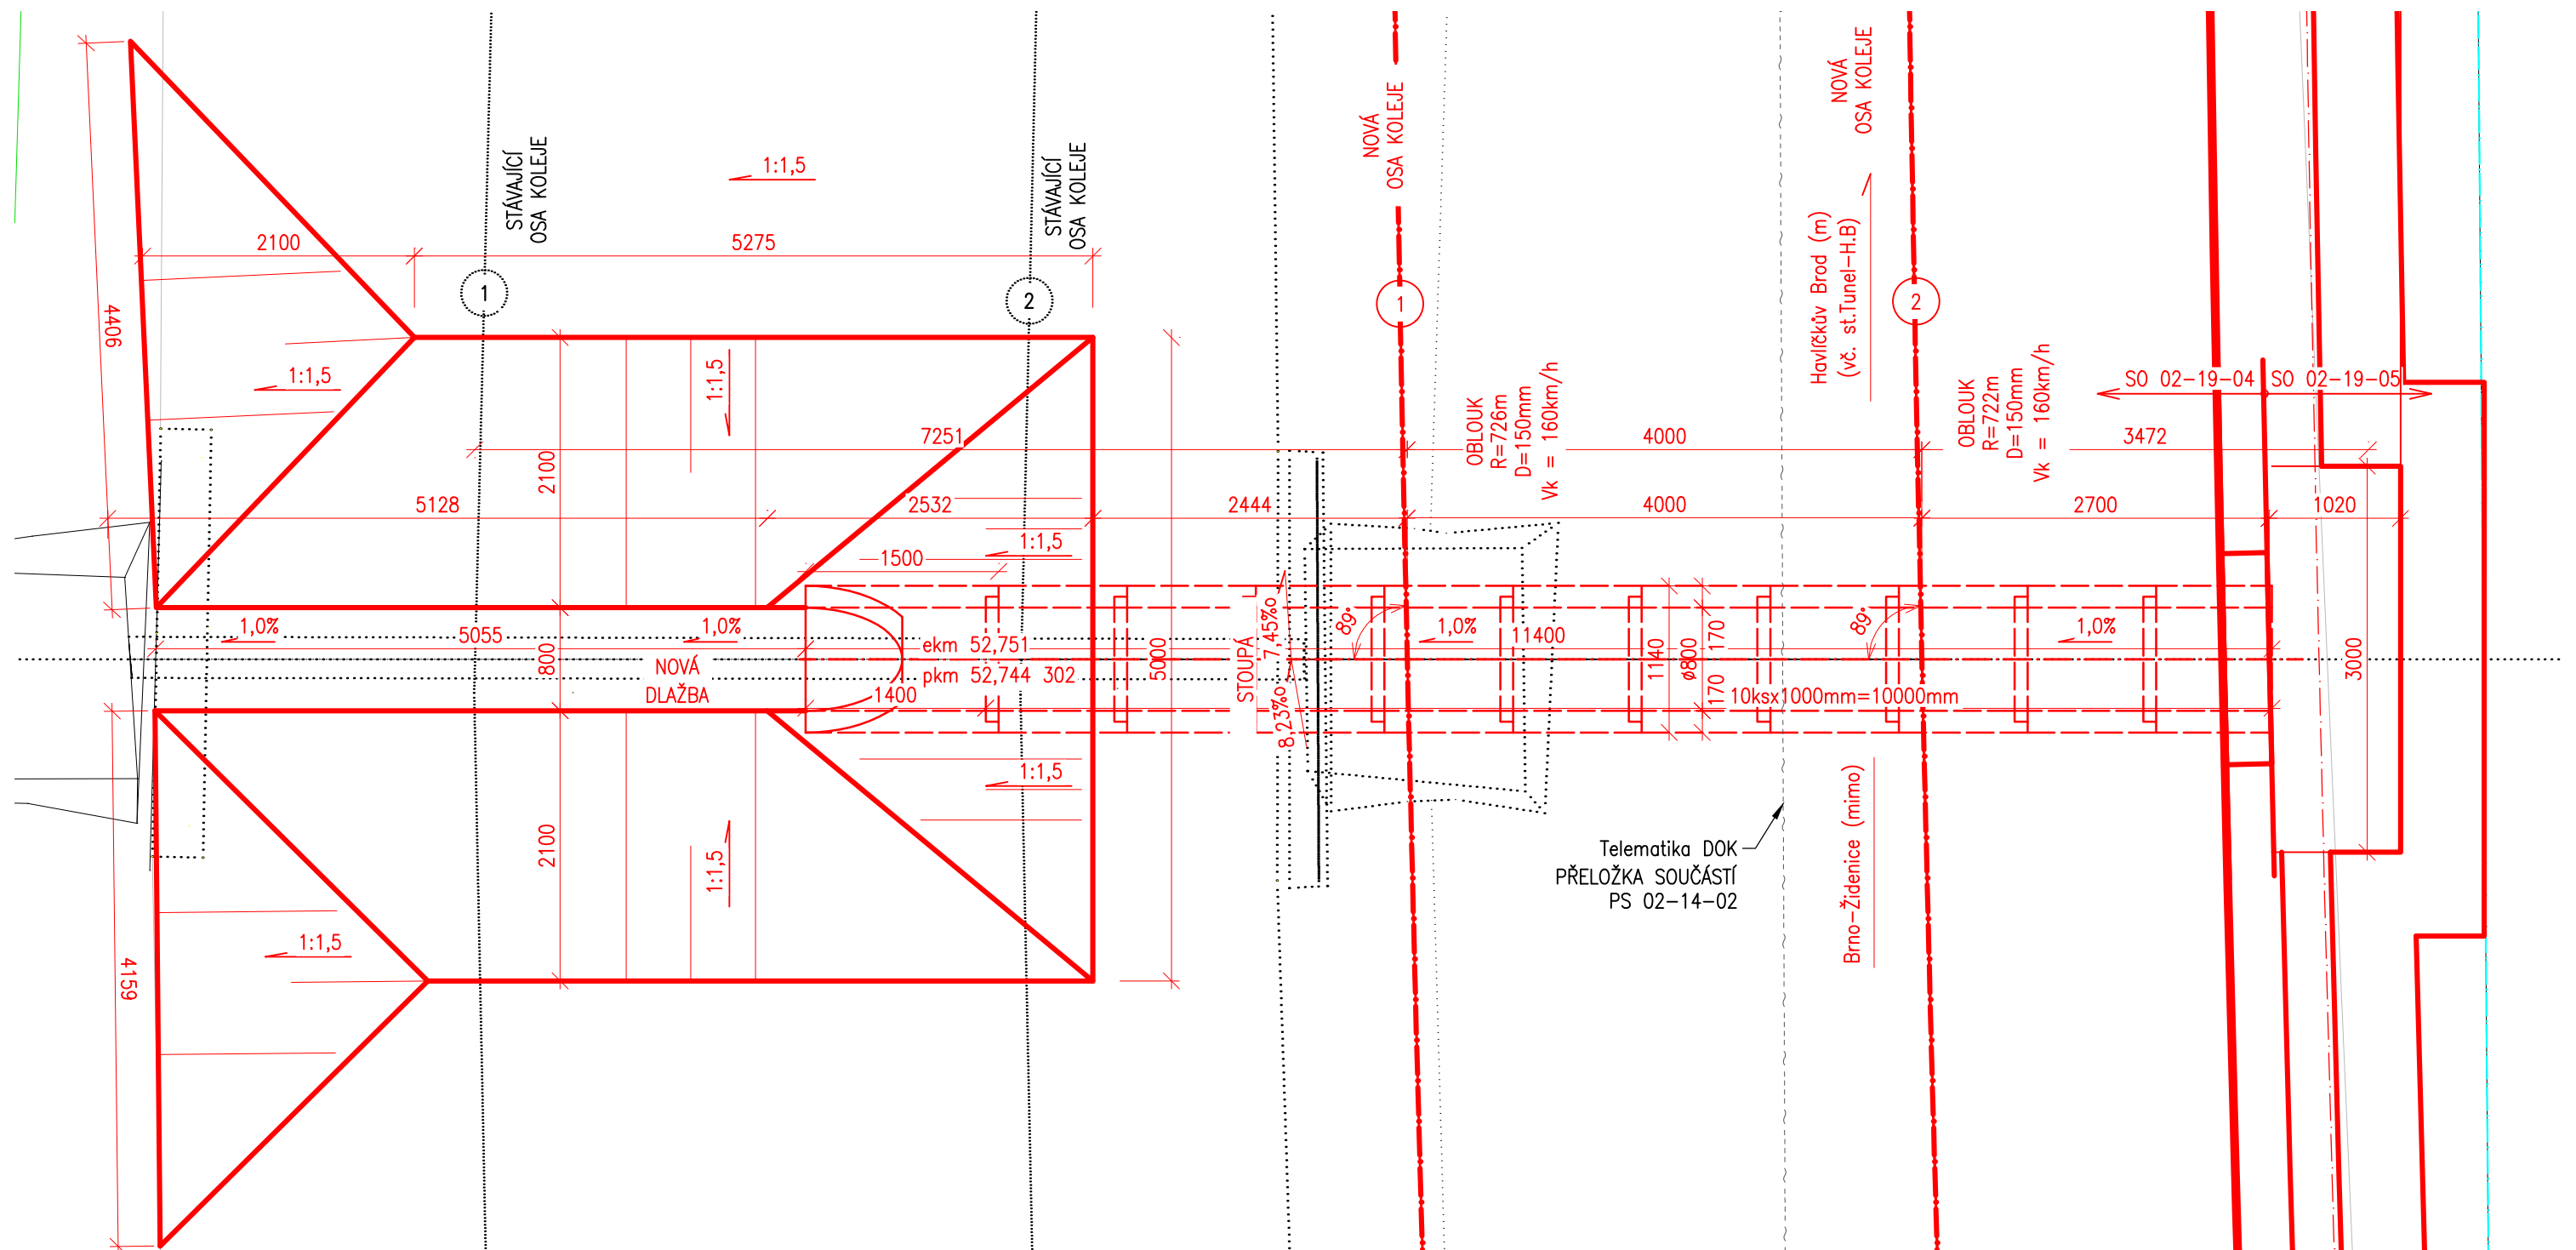 NOVÁ
OSA KOLEJE
NOVÁ
OSA KOLEJE
STÁVAJÍCÍ
OSA KOLEJE
STÁVAJÍCÍ
OSA KOLEJE
1:1,5
2100
5275
1
2
1
2
Havlíčkův Brod (m)
(vč. st.Tunel-H.B)
4406
1:1,5
1:1,5
OBLOUK
R=726m
D=150mm
Vk = 160km/h
OBLOUK
R=722m
D=150mm
Vk = 160km/h
SO 02-19-04
SO 02-19-05
7251
4000
3472
2100
5128
2532
2444
4000
2700
1020
1:1,5
1500
1,0%
5055
1,0%
ekm 52,751
pkm 52,744 302
800
NOVÁ
DLAŽBA
1400
5000
STOUPÁ
7,45‰
8,23‰
89°
1,0%
11400
1140
ø800
170
170
89°
1,0%
10ksx1000mm=10000mm
3000
1:1,5
2100
1:1,5
1:1,5
4159
Telematika DOK
PŘELOŽKA SOUČÁSTÍ
PS 02-14-02
Brno-Židenice (mimo)